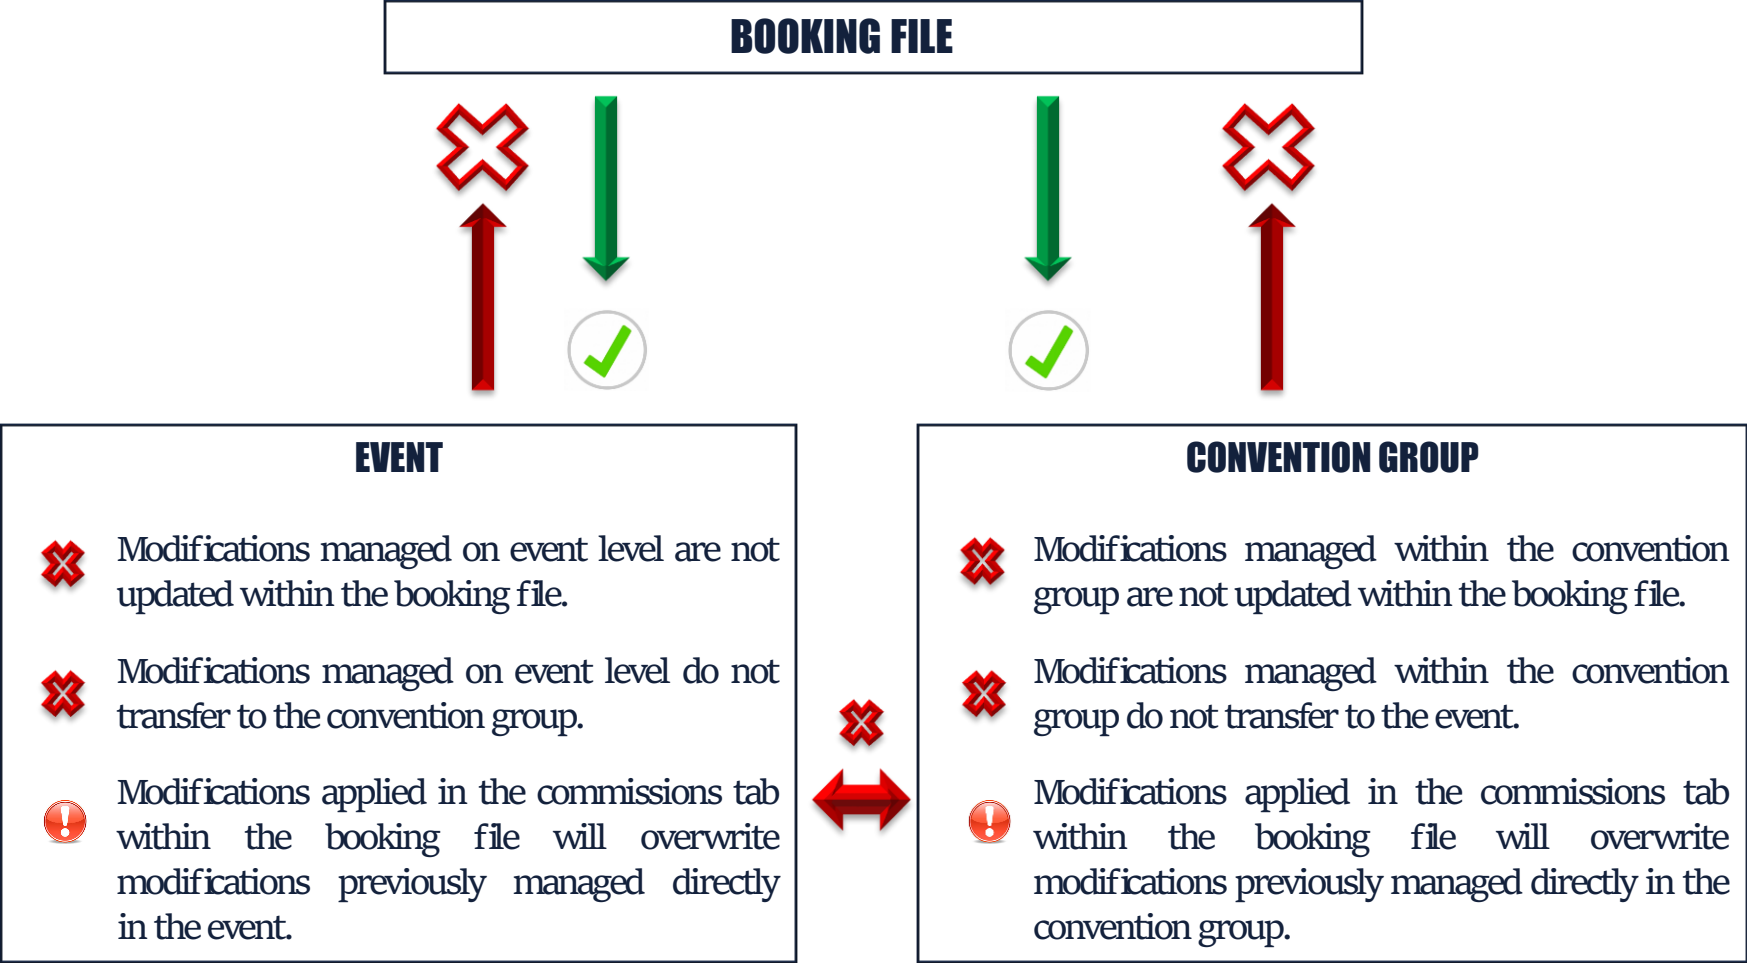 BOOKING FILE
EVENT
Modifications managed on event level are not
updated within the booking file.
Modifications managed on event level do not
transfer to the convention group.
Modifications applied in the commissions tab
within the booking file will overwrite
modifications previously managed directly
in the event.
CONVENTION GROUP
Modifications managed within the convention
group are not updated within the booking file.
Modifications managed within the convention
group do not transfer to the event.
Modifications applied in the commissions tab
within the booking file will overwrite
modifications previously managed directly in the
convention group.